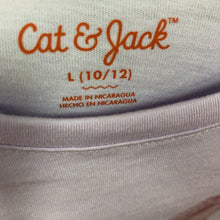 Cat & Jack™
L (10/12)
MADE IN NICARAGUA
HECHO EN NICARAGUA